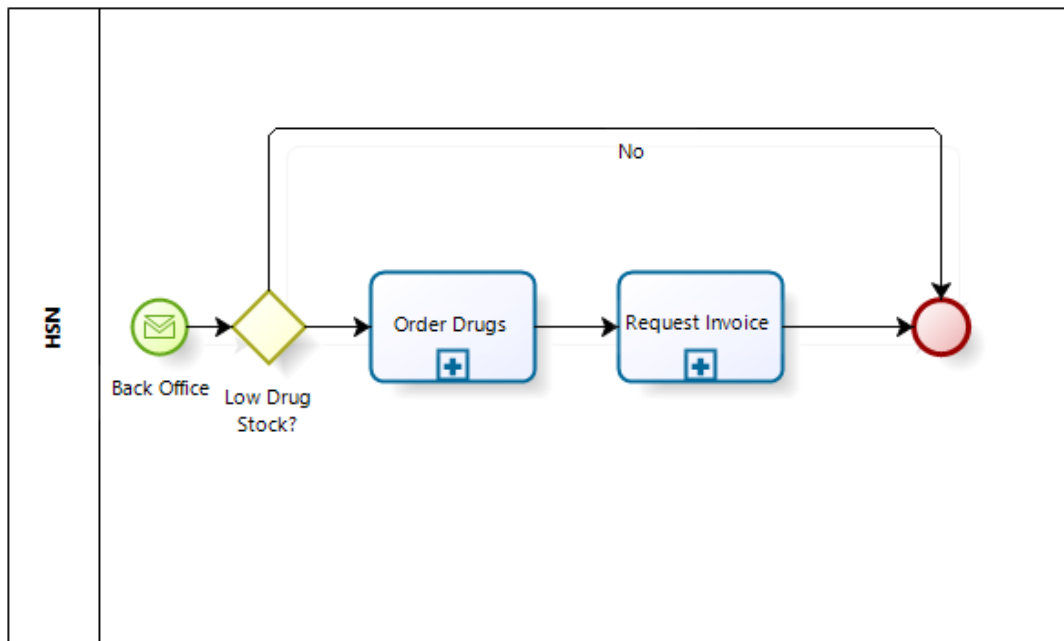 HSN
No
Order Drugs
Request Invoice
Back Office
Low Drug
Stock?